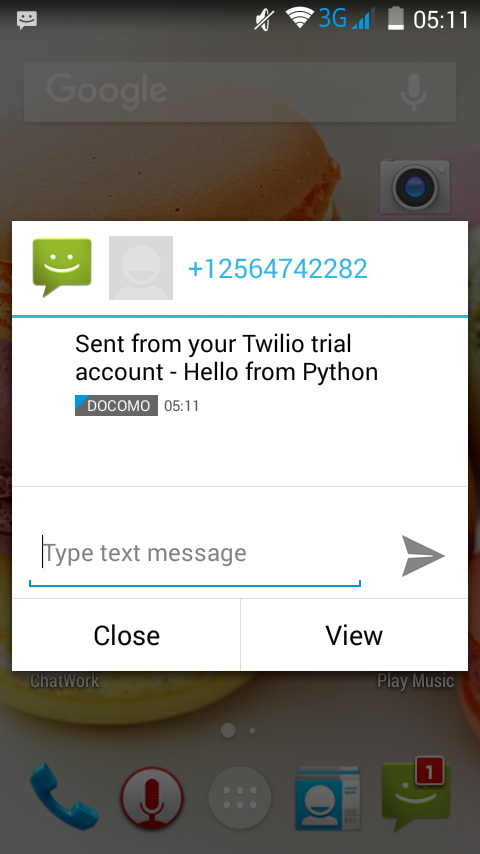 3G 05:11
Google
+12564742282
Sent from your Twilio trial
account - Hello from Python
DOCOMO 05:11
Type text message
Close View
ChatWork Play Music
1